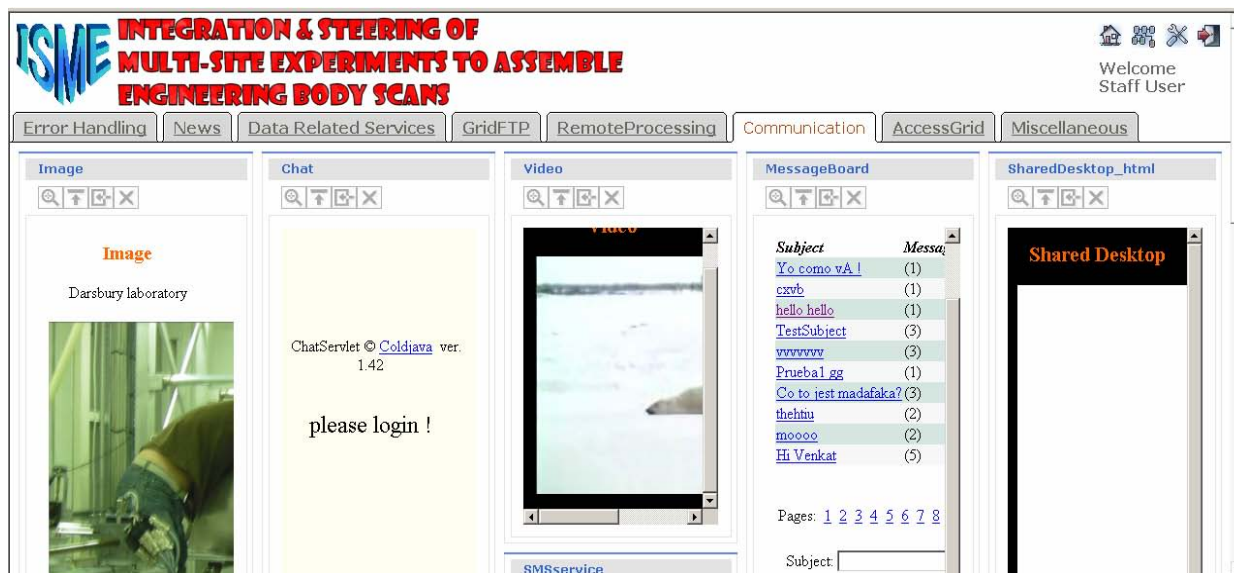 ISME
INTEGRATION & STEERING OF
MULTI-SITE EXPERIMENTS TO ASSEMBLE
ENGINEERING BODY SCANS
Welcome
Staff User
Error Handling News Data Related Services GridFTP RemoteProcessing Communication AccessGrid Miscellaneous
Image
Image
Darsbury laboratory
Chat
ChatServlet © Coldjava ver.
1.42
please login !
Video
Video
SMSservice
MessageBoard
Subject Messag
Yo como vA ! (1)
cxvb (1)
hello hello (1)
TestSubject (3)
vvvvvvv (3)
Prueba1 gg (1)
Co to jest madafaka? (3)
thehtiu (2)
moooo (2)
Hi Venkat (5)
Pages: 1 2 3 4 5 6 7 8
Subject:
SharedDesktop_html
Shared Desktop